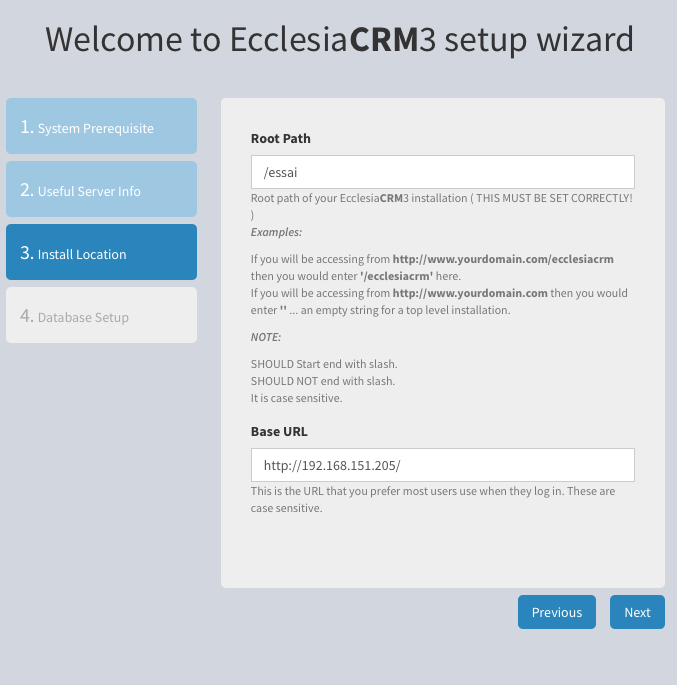 Welcome to EcclesiaCRM3 setup wizard
1. System Prerequisite
2. Useful Server Info
3. Install Location
4. Database Setup
Root Path
/essai
Root path of your EcclesiaCRM3 installation ( THIS MUST BE SET CORRECTLY!
)
Examples:
If you will be accessing from http://www.yourdomain.com/ecclesiacrm
then you would enter '/ecclesiacrm' here.
If you will be accessing from http://www.yourdomain.com then you would
enter '' ... an empty string for a top level installation.
NOTE:
SHOULD Start end with slash.
SHOULD NOT end with slash.
It is case sensitive.
Base URL
http://192.168.151.205/
This is the URL that you prefer most users use when they log in. These are
case sensitive.
Previous
Next